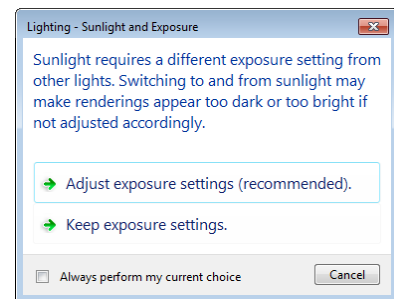 Lighting - Sunlight and Exposure
Sunlight requires a different exposure setting from
other lights. Switching to and from sunlight may
make renderings appear too dark or too bright if
not adjusted accordingly.
Adjust exposure settings (recommended).
Keep exposure settings.
Always perform my current choice
Cancel